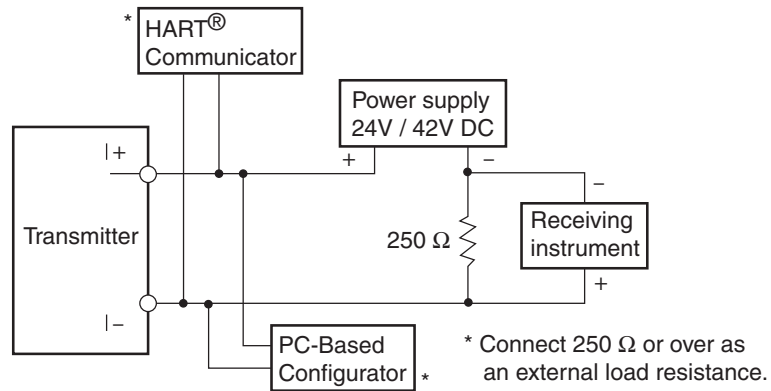 * HART®
Communicator
Power supply
24V / 42V DC
+
−
I+
Transmitter
I−
250 Ω
−
Receiving
instrument
+
PC-Based
Configurator *
* Connect 250 Ω or over as
an external load resistance.